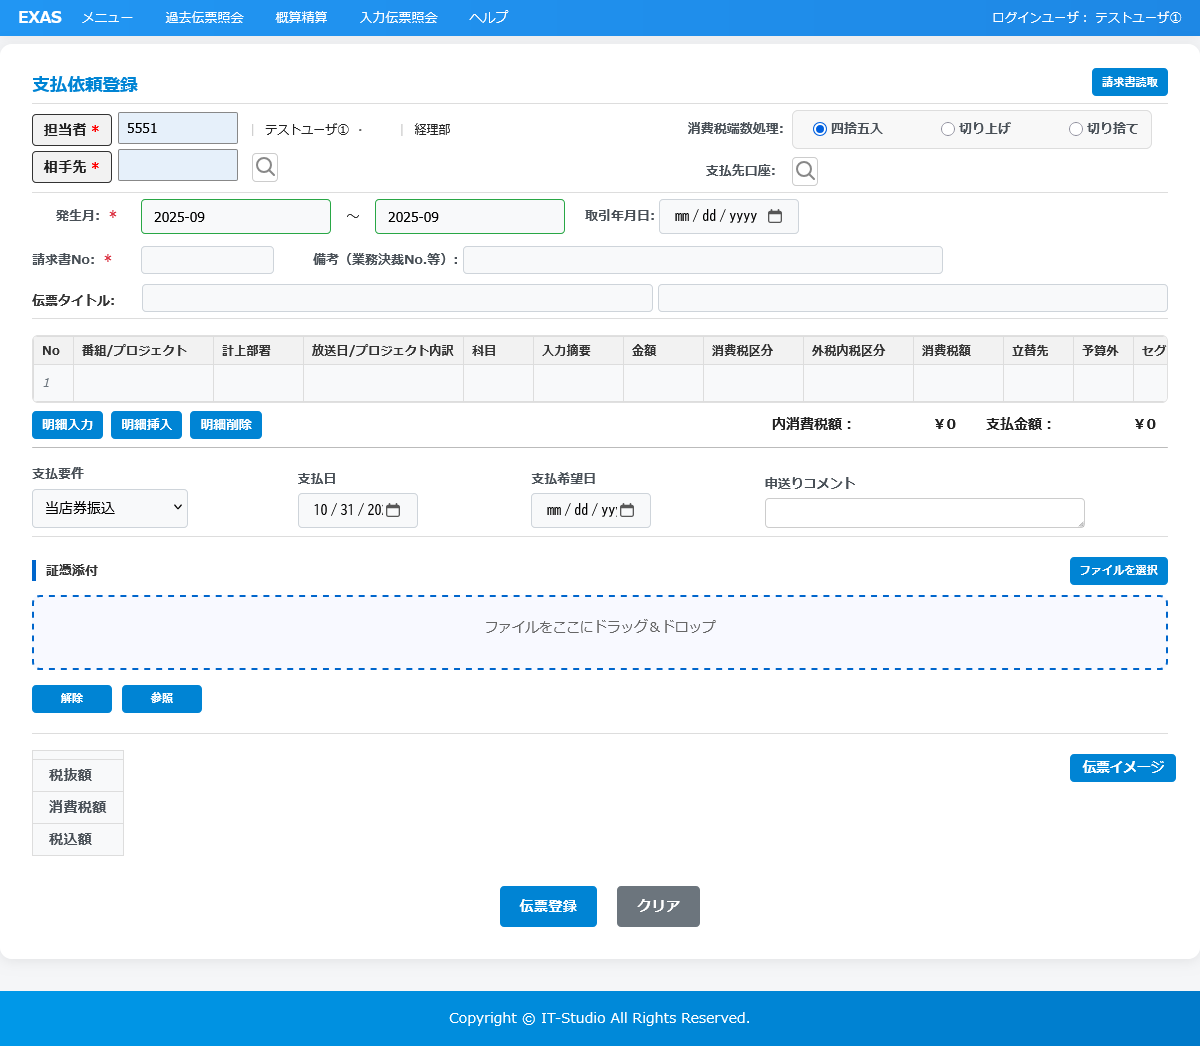 EXAS メニュー 過去伝票照会 概算精算 入力伝票照会 ヘルプ ログインユーザ： テストユーザ①
支払依頼登録 請求書読取
担当者 * 5551 | テストユーザ① ・ | 経理部 消費税端数処理: 四捨五入 切り上げ 切り捨て
相手先 * 支払先口座:
発生月: * 2025-09 ～ 2025-09 取引年月日: mm / dd / yyyy
請求書No: * 備考（業務決裁No.等）:
伝票タイトル:
No 番組/プロジェクト 計上部署 放送日/プロジェクト内訳 科目 入力摘要 金額 消費税区分 外税内税区分 消費税額 立替先 予算外 セグ
1
明細入力 明細挿入 明細削除 内消費税額： ¥0 支払金額： ¥0
支払要件 支払日 支払希望日 申送りコメント
当店券振込 10 / 31 / 202 mm / dd / yyy
証憑添付 ファイルを選択
ファイルをここにドラッグ＆ドロップ
解除 参照
伝票イメージ
税抜額
消費税額
税込額
伝票登録 クリア
Copyright © IT-Studio All Rights Reserved.